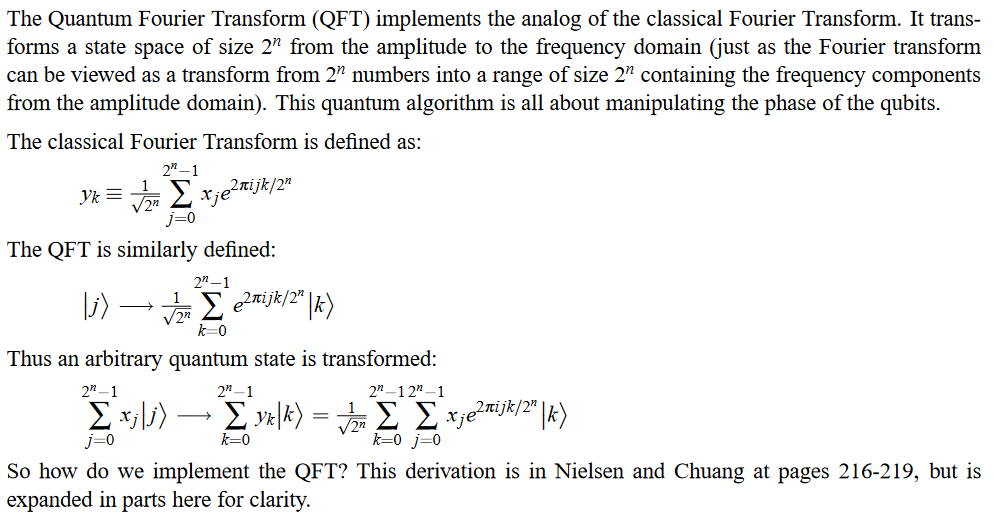 The Quantum Fourier Transform (QFT) implements the analog of the classical Fourier Transform. It trans-
forms a state space of size 2ⁿ from the amplitude to the frequency domain (just as the Fourier transform
can be viewed as a transform from 2ⁿ numbers into a range of size 2ⁿ containing the frequency components
from the amplitude domain). This quantum algorithm is all about manipulating the phase of the qubits.
The classical Fourier Transform is defined as:
$y_k \equiv \frac{1}{\sqrt{2^n}} \sum_{j=0}^{2^n-1} x_j e^{2\pi ijk/2^n}$
The QFT is similarly defined:
$|j\rangle \longrightarrow \frac{1}{\sqrt{2^n}} \sum_{k=0}^{2^n-1} e^{2\pi ijk/2^n} |k\rangle$
Thus an arbitrary quantum state is transformed:
$\sum_{j=0}^{2^n-1} x_j |j\rangle \longrightarrow \sum_{k=0}^{2^n-1} y_k |k\rangle = \frac{1}{\sqrt{2^n}} \sum_{k=0}^{2^n-1} \sum_{j=0}^{2^n-1} x_j e^{2\pi ijk/2^n} |k\rangle$
So how do we implement the QFT? This derivation is in Nielsen and Chuang at pages 216-219, but is
expanded in parts here for clarity.